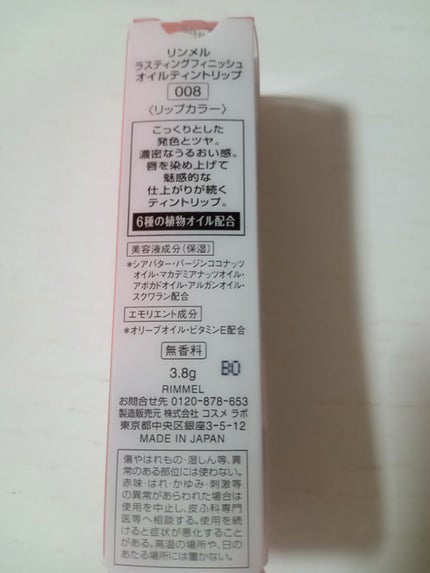 リンメル
ラスティングフィニッシュ
オイルティントリップ
008
〈リップカラー〉
こっくりとした
発色とツヤ。
濃密なうるおい感。
唇を染め上げて
魅惑的な
仕上がりが続く
ティントリップ。
6種の植物オイル配合
美容液成分(保湿)
*シアバター・バージンココナッツ
オイル・マカデミアナッツオイル・
アボカドオイル・アルガンオイル・
スクワラン配合
エモリエント成分
*オリーブオイル・ビタミンE配合
無香料
3.8g BO
RIMMEL
お問合せ先 0120-878-653
製造販売元 株式会社 コスメ ラボ
東京都中央区銀座3-5-12
MADE IN JAPAN
傷やはれもの・湿しん等、異
常のある部位には使わない。
赤味・はれ・かゆみ・刺激等
の異常があらわれた場合は
使用を中止し、皮ふ科専門
医等へ相談する。使用を続
けると症状が悪化すること
がある。高温の場所や、日の
あたる場所には置かない。